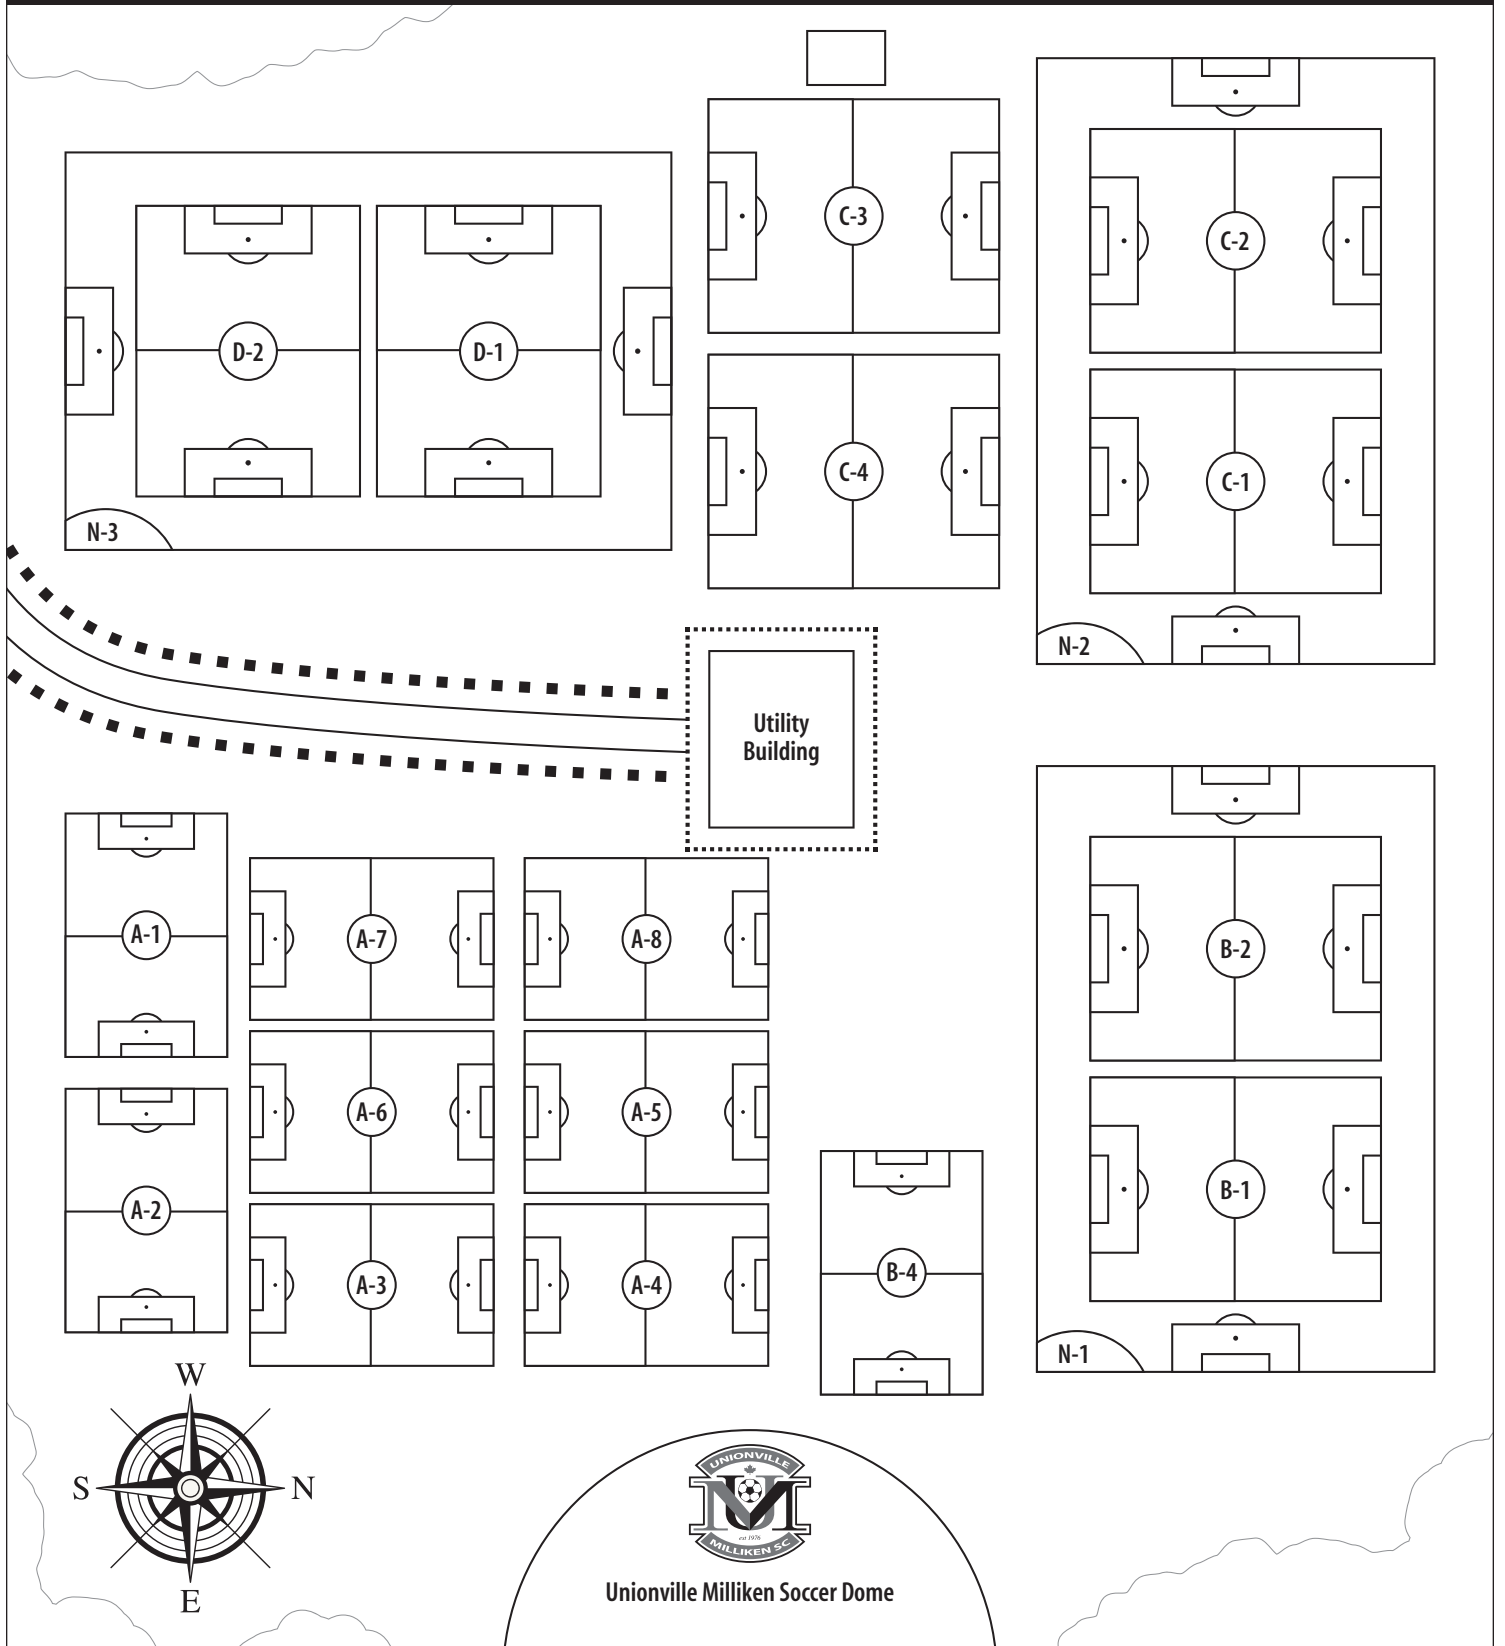 C-3
C-2
D-2
D-1
C-4
C-1
N-3
N-2
Utility
Building
A-1
A-7
A-8
B-2
A-6
A-5
A-2
B-1
A-3
A-4
B-4
N-1
W
S
N
E
UNIONVILLE
UM
est 1976
MILLIKEN SC
Unionville Milliken Soccer Dome